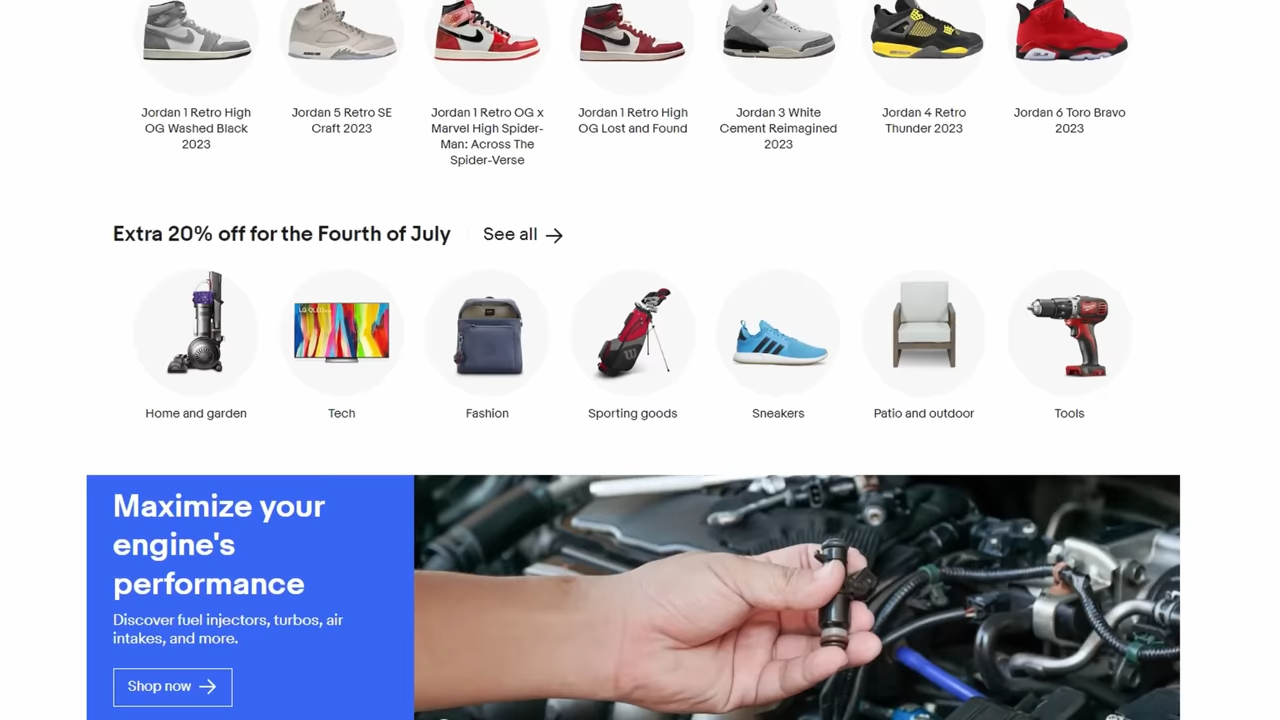 Jordan 1 Retro High
OG Washed Black
2023
Jordan 5 Retro SE
Craft 2023
Jordan 1 Retro OG x
Marvel High Spider-
Man: Across The
Spider-Verse
Jordan 1 Retro High
OG Lost and Found
Jordan 3 White
Cement Reimagined
2023
Jordan 4 Retro
Thunder 2023
Jordan 6 Toro Bravo
2023
Extra 20% off for the Fourth of July
See all
LG OLED
Home and garden
Tech
Fashion
Sporting goods
Sneakers
Patio and outdoor
Tools
Maximize your
engine's
performance
Discover fuel injectors, turbos, air
intakes, and more.
Shop now